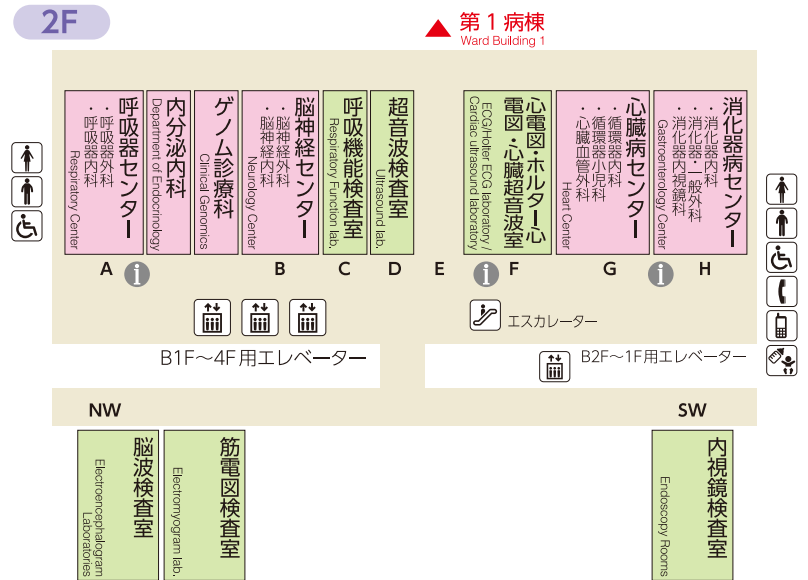 2F
第1病棟
Ward Building 1
呼吸器センター
・呼吸器外科
・呼吸器内科
Respiratory Center
内分泌内科
Department of Endocrinology
ゲノム診療科
Clinical Genomics
脳神経センター
・脳神経外科
・脳神経内科
Neurology Center
呼吸機能検査室
Respiratory Function lab.
超音波検査室
Ultrasound lab.
心電図・ホルター心
電図・心臓超音波室
ECG/Holter ECG laboratory /
Cardiac ultrasound laboratory
心臓病センター
・循環器内科
・循環器小児科
・心臓血管外科
Heart Center
消化器病センター
・消化器内科
・消化器・一般外科
・消化器内視鏡科
Gastroenterology Center
A
i
B
C
D
E
i
F
G
i
H
エスカレーター
B1F～4F用エレベーター
B2F～1F用エレベーター
NW
SW
脳波検査室
Electroencephalogram
Laboratories
筋電図検査室
Electromyogram lab.
内視鏡検査室
Endoscopy Rooms